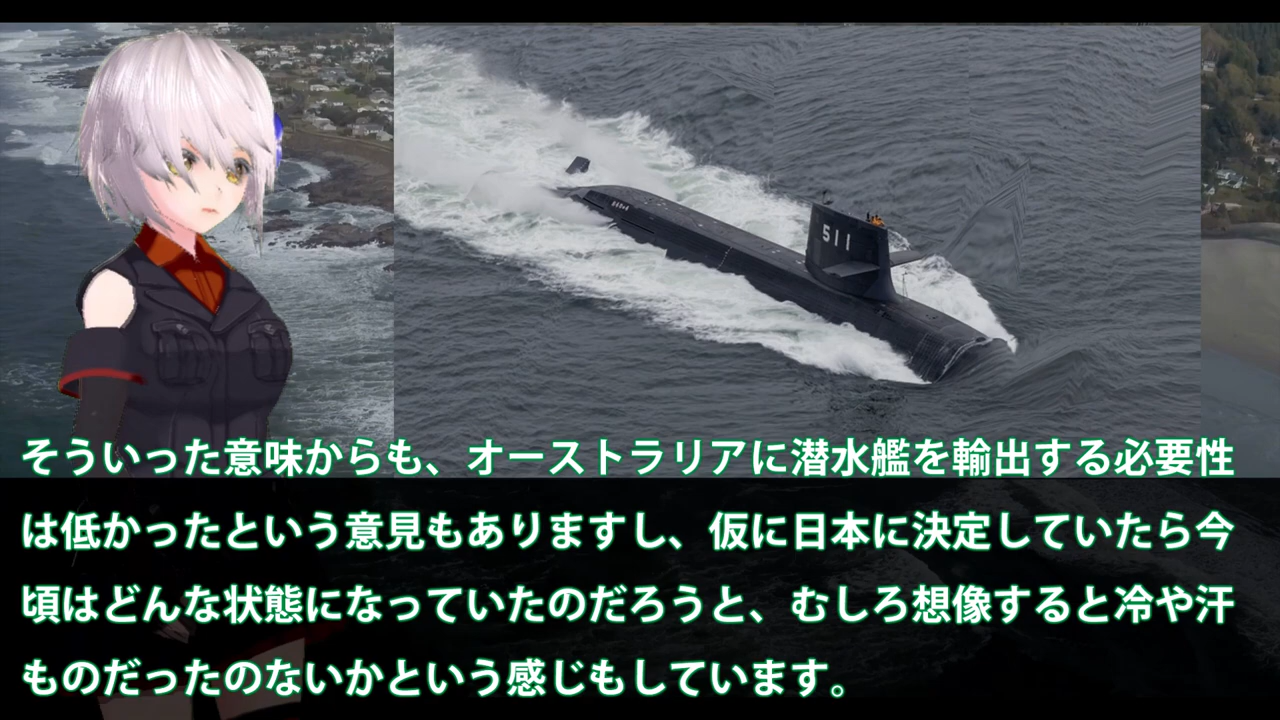 511
そういった意味からも、オーストラリアに潜水艦を輸出する必要性
は低かったという意見もありますし、仮に日本に決定していたら今
頃はどんな状態になっていたのだろうと、むしろ想像すると冷や汗
ものだったのないかという感じもしています。